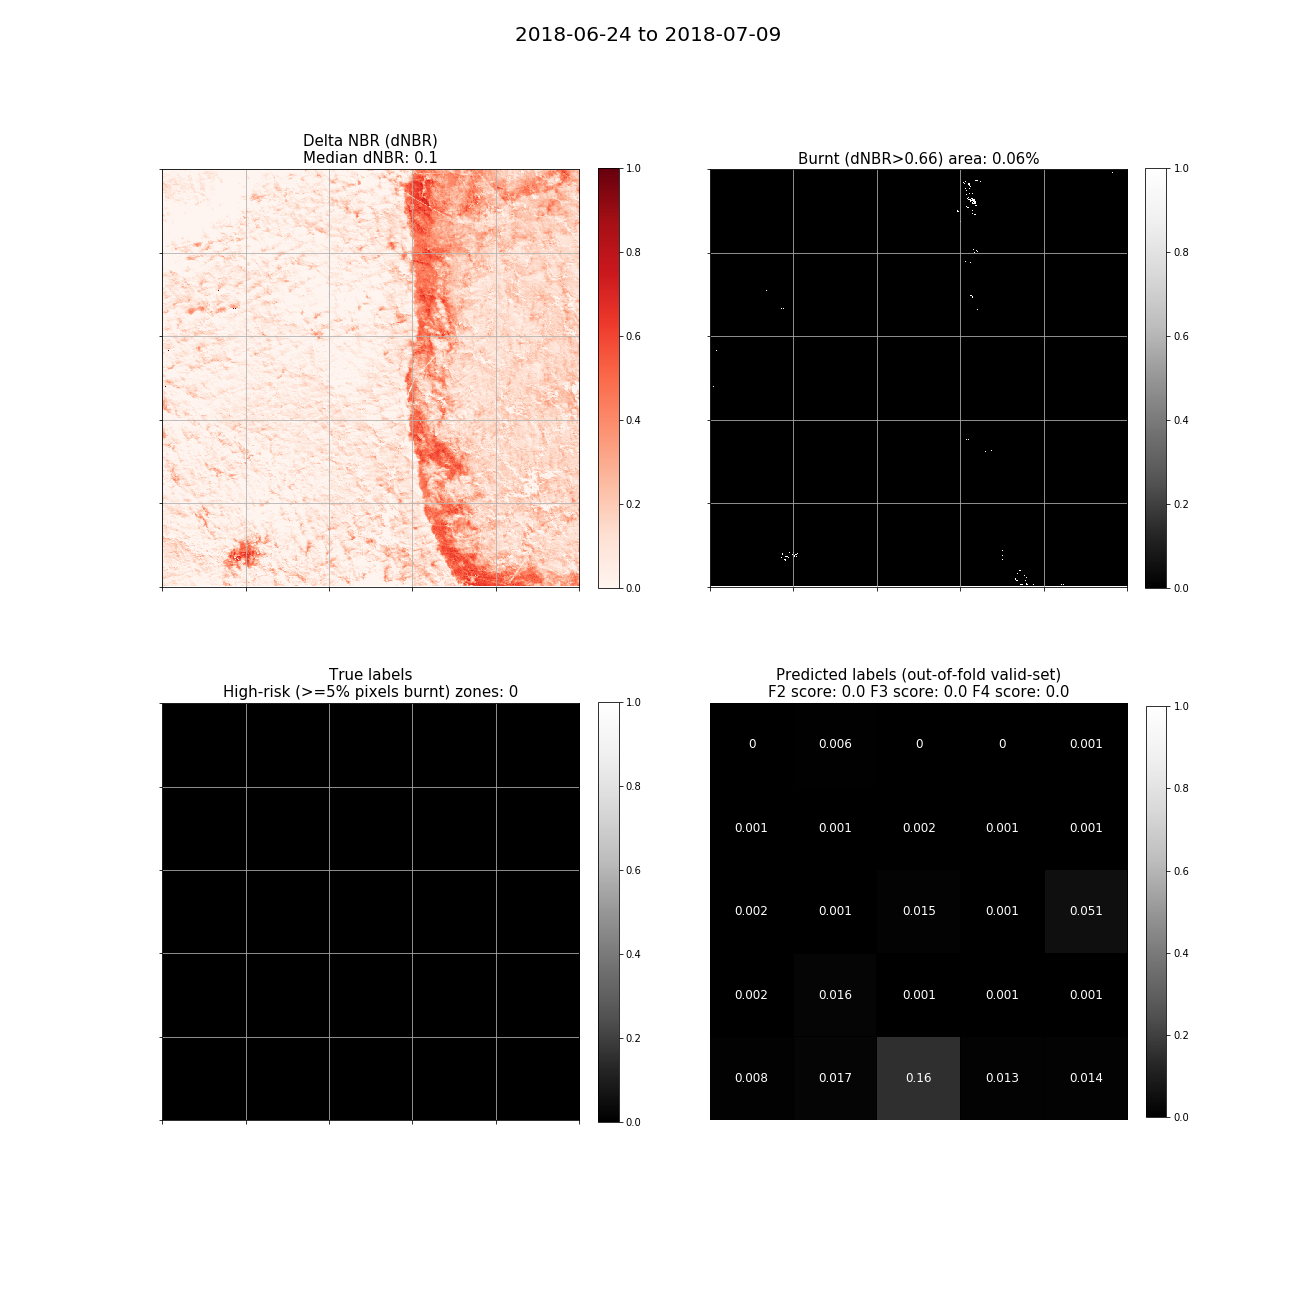 2018-06-24 to 2018-07-09
Delta NBR (dNBR)
Median dNBR: 0.1
1.0
0.8
0.6
0.4
0.2
0.0
Burnt (dNBR>0.66) area: 0.06%
1.0
0.8
0.6
0.4
0.2
0.0
True labels
High-risk (>=5% pixels burnt) zones: 0
1.0
0.8
0.6
0.4
0.2
0.0
Predicted labels (out-of-fold valid-set)
F2 score: 0.0 F3 score: 0.0 F4 score: 0.0
0 0.006 0 0 0.001
0.001 0.001 0.002 0.001 0.001
0.002 0.001 0.015 0.001 0.051
0.002 0.016 0.001 0.001 0.001
0.008 0.017 0.16 0.013 0.014
1.0
0.8
0.6
0.4
0.2
0.0